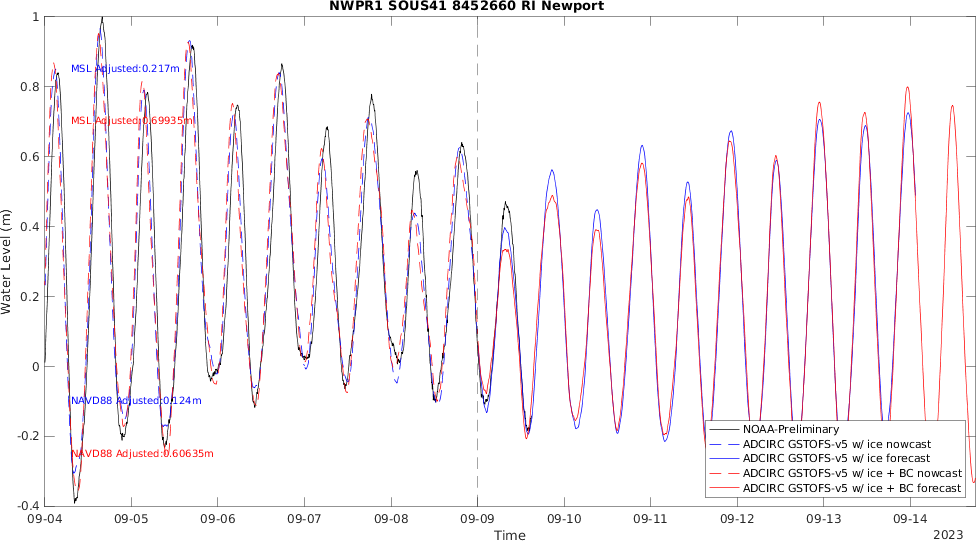 NWPR1 SOUS41 8452660 RI Newport
1
0.8
0.6
0.4
0.2
0
-0.2
-0.4
Water Level (m)
MSL Adjusted:0.217m
MSL Adjusted:0.69935m
NAVD88 Adjusted:0.124m
NAVD88 Adjusted:0.60635m
NOAA-Preliminary
ADCIRC GSTOFS-v5 w/ ice nowcast
ADCIRC GSTOFS-v5 w/ ice forecast
ADCIRC GSTOFS-v5 w/ ice + BC nowcast
ADCIRC GSTOFS-v5 w/ ice + BC forecast
09-04 09-05 09-06 09-07 09-08 09-09 09-10 09-11 09-12 09-13 09-14
Time
2023